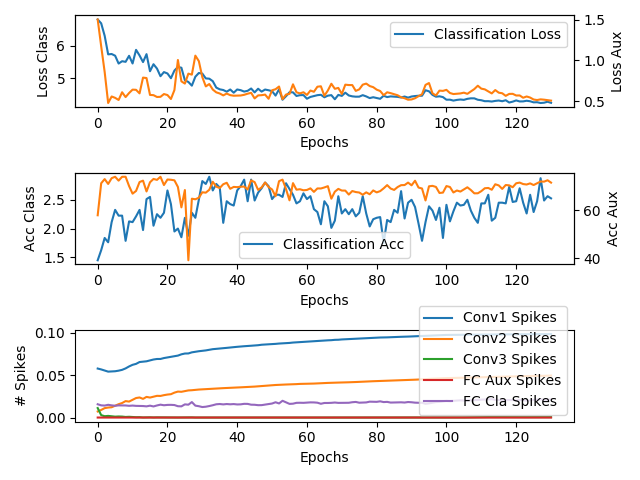 Classification Loss
Loss Class
Loss Aux
6
5
1.5
1.0
0.5
0 20 40 60 80 100 120
Epochs
Classification Acc
Acc Class
Acc Aux
2.5
2.0
1.5
60
40
0 20 40 60 80 100 120
Epochs
Conv1 Spikes
Conv2 Spikes
Conv3 Spikes
FC Aux Spikes
FC Cla Spikes
# Spikes
0.10
0.05
0.00
0 20 40 60 80 100 120
Epochs